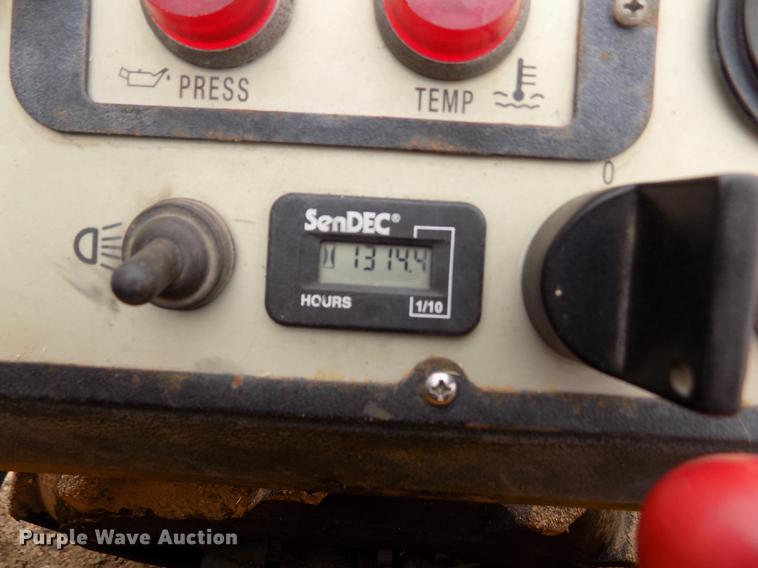 PRESS
TEMP
0
SenDEC®
1314.4
HOURS
1/10
Purple Wave Auction